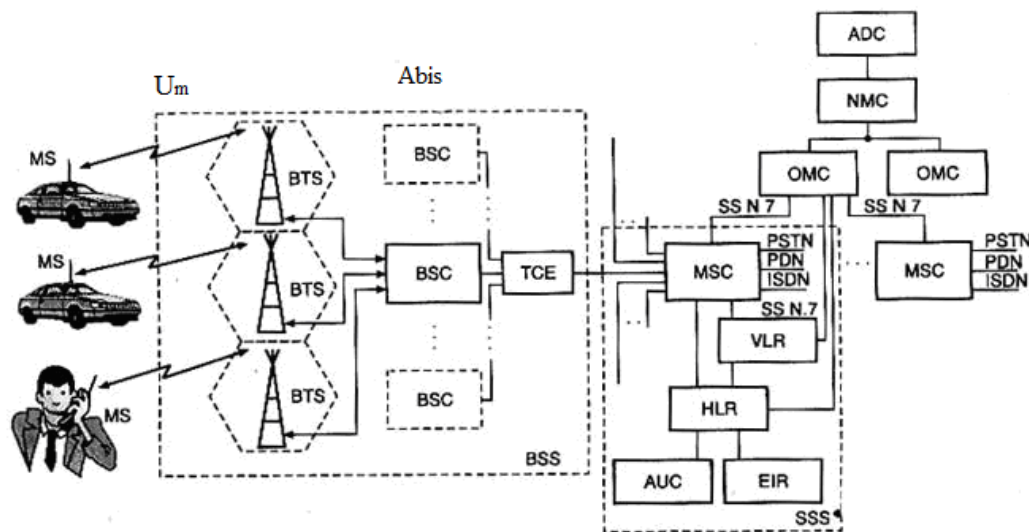 ADC
Um
Abis
NMC
MS
BTS
BSC
OMC
OMC
SS N 7
SS N 7
MS
BTS
BSC
TCE
MSC
PSTN
PDN
ISDN
MSC
PSTN
PDN
ISDN
SS N.7
VLR
MS
BTS
BSC
HLR
BSS
AUC
EIR
SSS